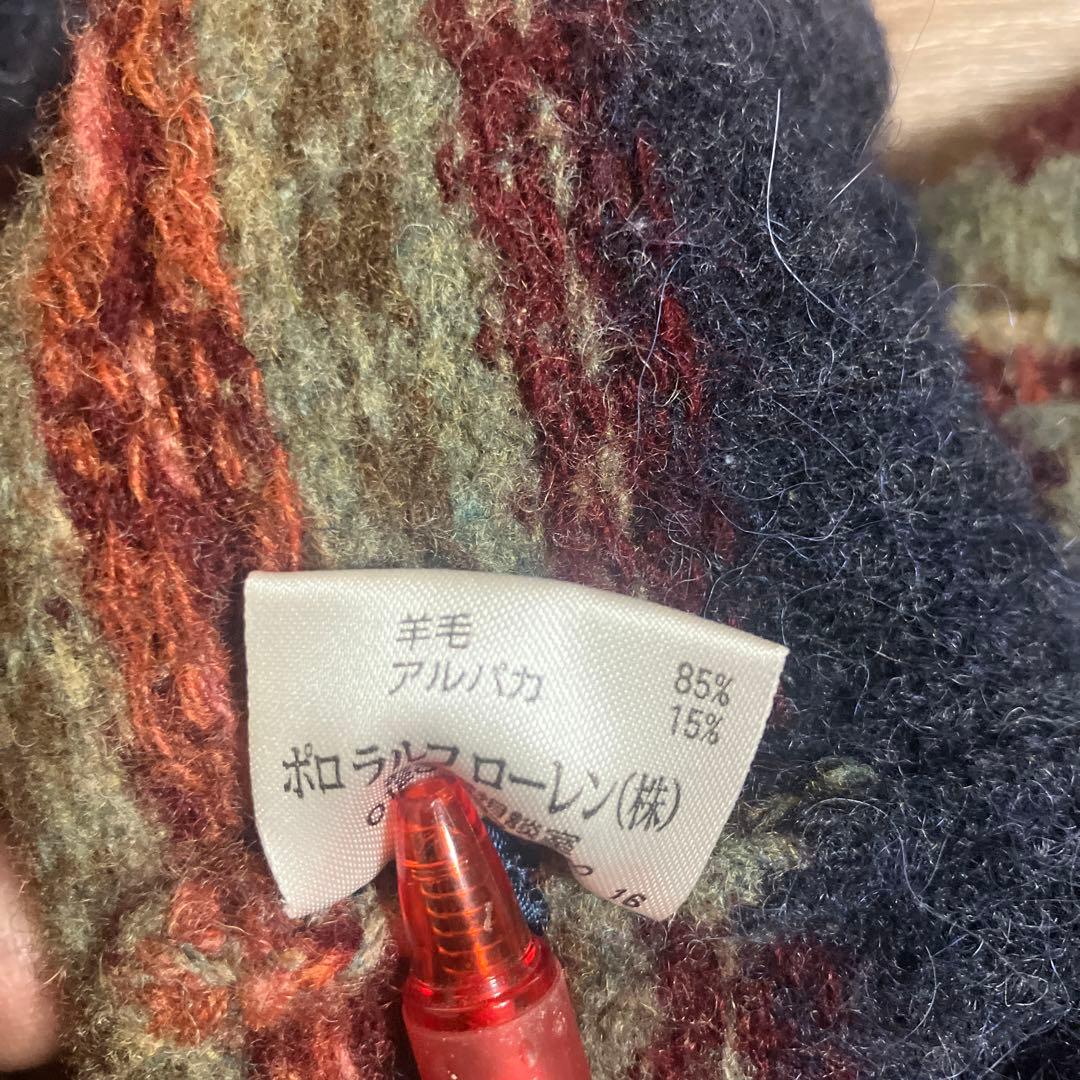 羊毛 85%
アルパカ 15%
ポロ ラルフ ローレン(株)
16